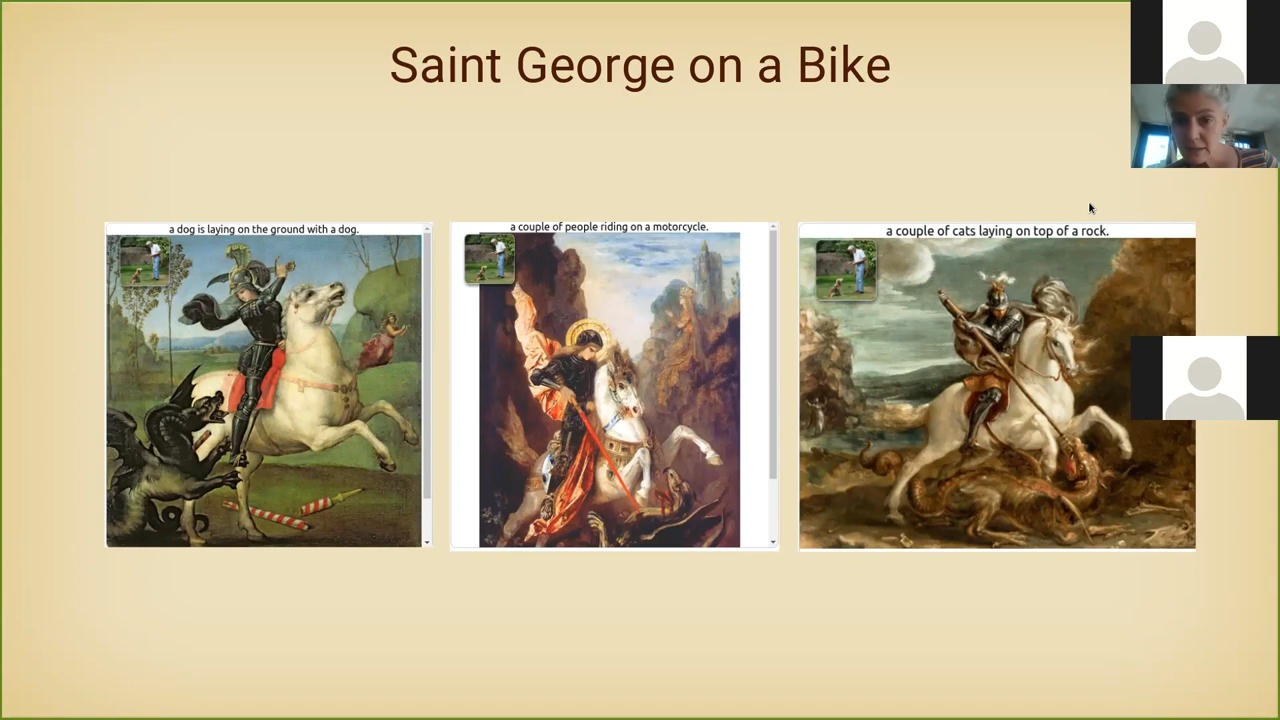 Saint George on a Bike
a dog is laying on the ground with a dog.
a couple of people riding on a motorcycle.
a couple of cats laying on top of a rock.